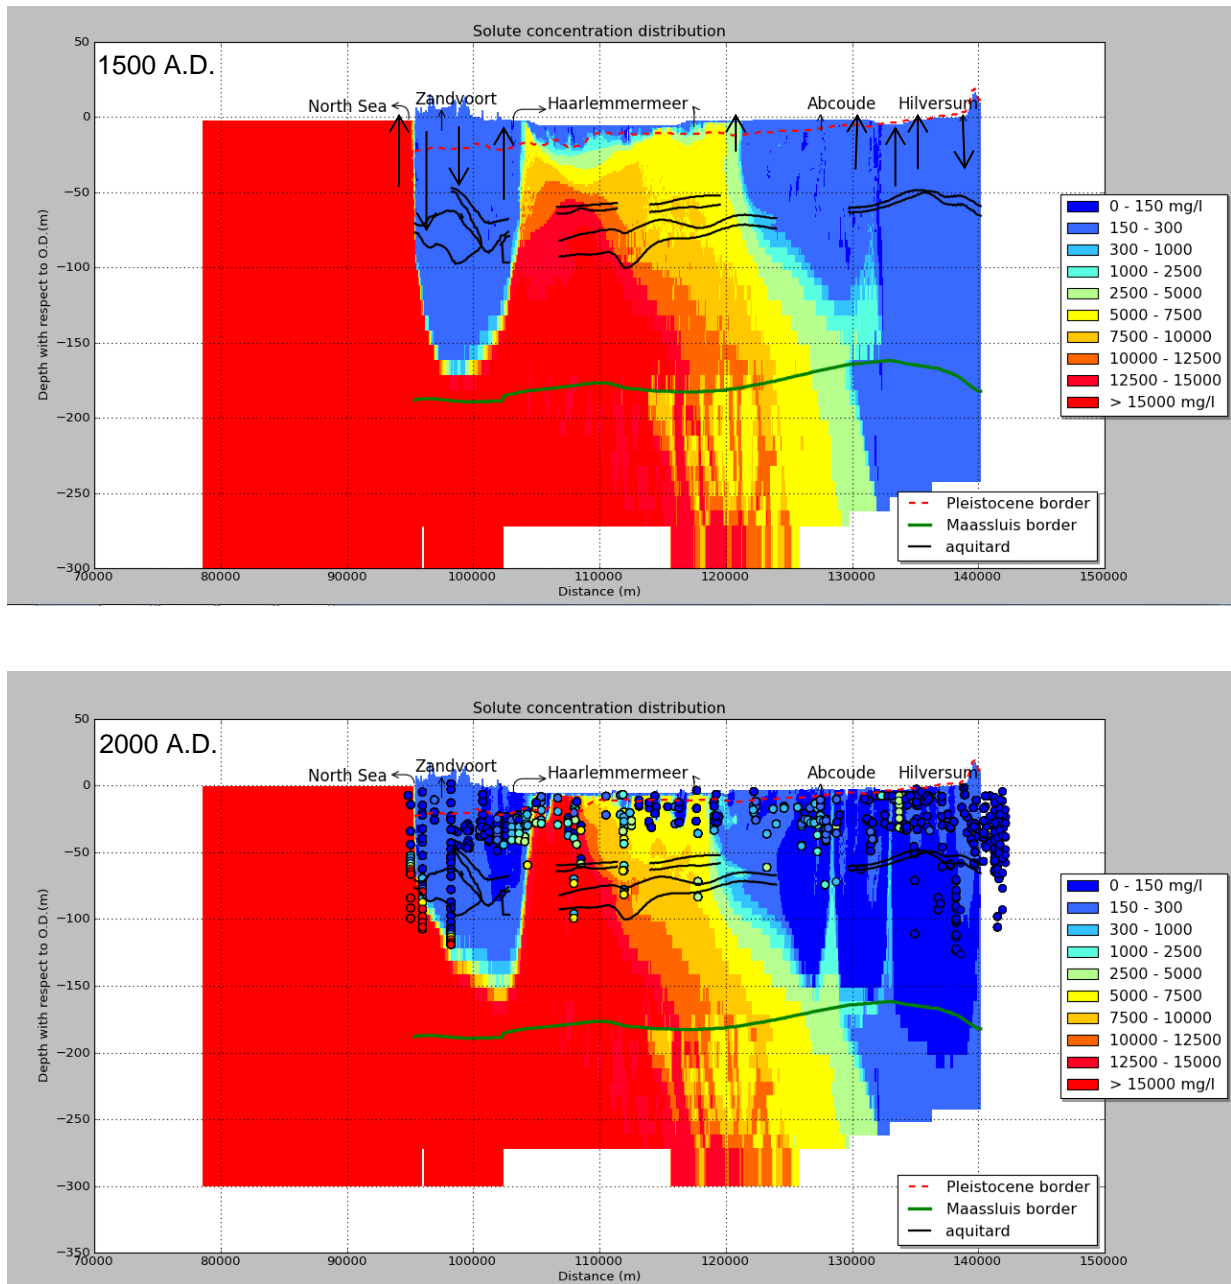 Solute concentration distribution
1500 A.D.
North Sea
Zandvoort
Haarlemmermeer
Abcoude
Hilversum
50
0
−50
−100
−150
−200
−250
−300
Depth with respect to O.D.(m)
70000 80000 90000 100000 110000 120000 130000 140000 150000
Distance (m)
0 - 150 mg/l
150 - 300
300 - 1000
1000 - 2500
2500 - 5000
5000 - 7500
7500 - 10000
10000 - 12500
12500 - 15000
> 15000 mg/l
Pleistocene border
Maassluis border
aquitard
Solute concentration distribution
2000 A.D.
North Sea
Zandvoort
Haarlemmermeer
Abcoude
Hilversum
50
0
−50
−100
−150
−200
−250
−300
−350
Depth with respect to O.D.(m)
70000 80000 90000 100000 110000 120000 130000 140000 150000
Distance (m)
0 - 150 mg/l
150 - 300
300 - 1000
1000 - 2500
2500 - 5000
5000 - 7500
7500 - 10000
10000 - 12500
12500 - 15000
> 15000 mg/l
Pleistocene border
Maassluis border
aquitard